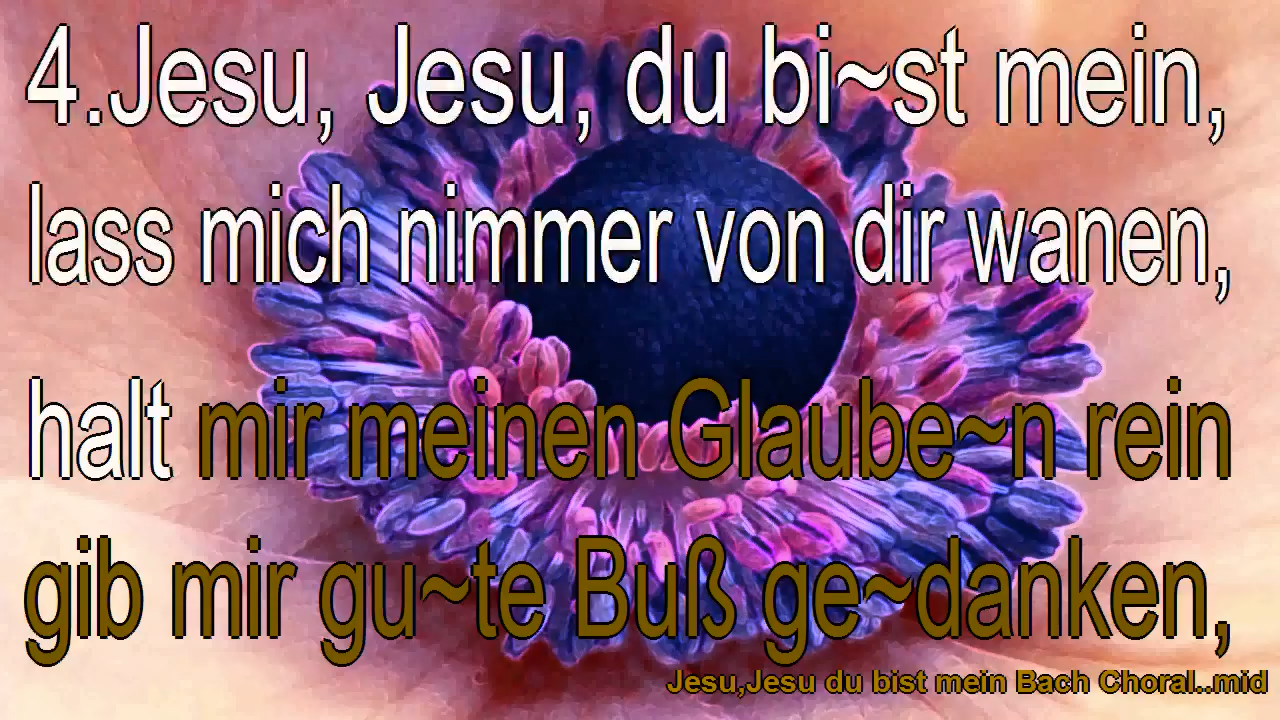 4.Jesu, Jesu, du bi~st mein,
lass mich nimmer von dir wanen,
halt mir meinen Glaube~n rein
gib mir gu~te Buß ge~danken,
Jesu,Jesu du bist mein Bach Choral..mid